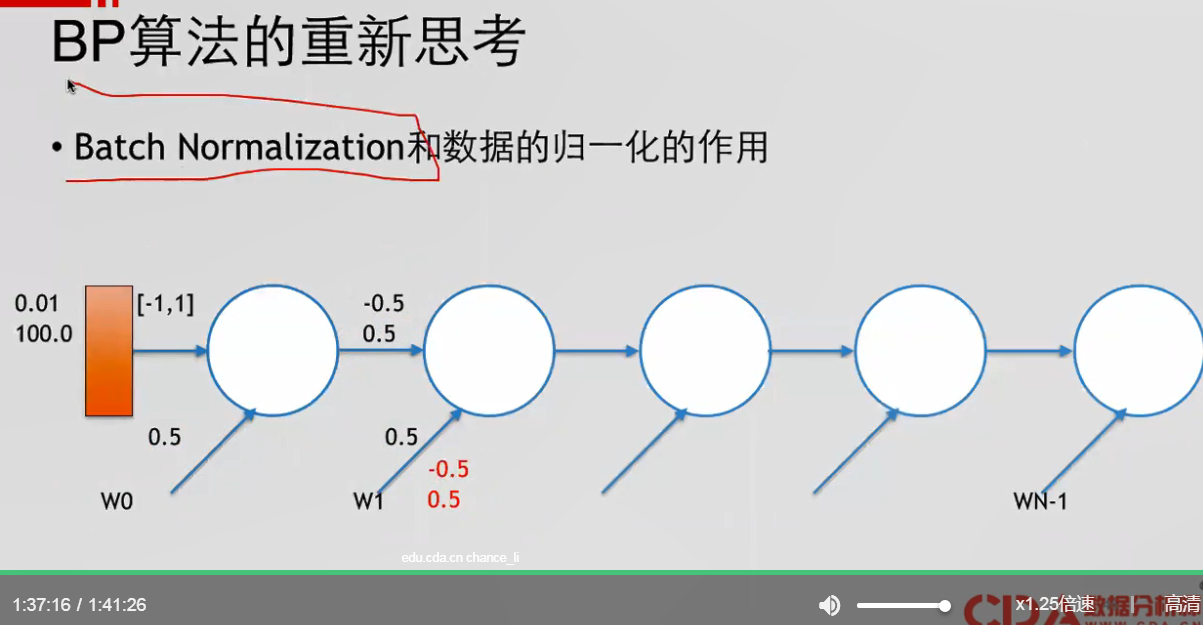 BP算法的重新思考
• Batch Normalization和数据的归一化的作用
0.01
100.0
[-1,1]
-0.5
0.5
0.5
0.5
-0.5
0.5
W0
W1
WN-1
edu.cda.cn chance_li
1:37:16 / 1:41:26
x1.25倍速
高清
CDA数据分析